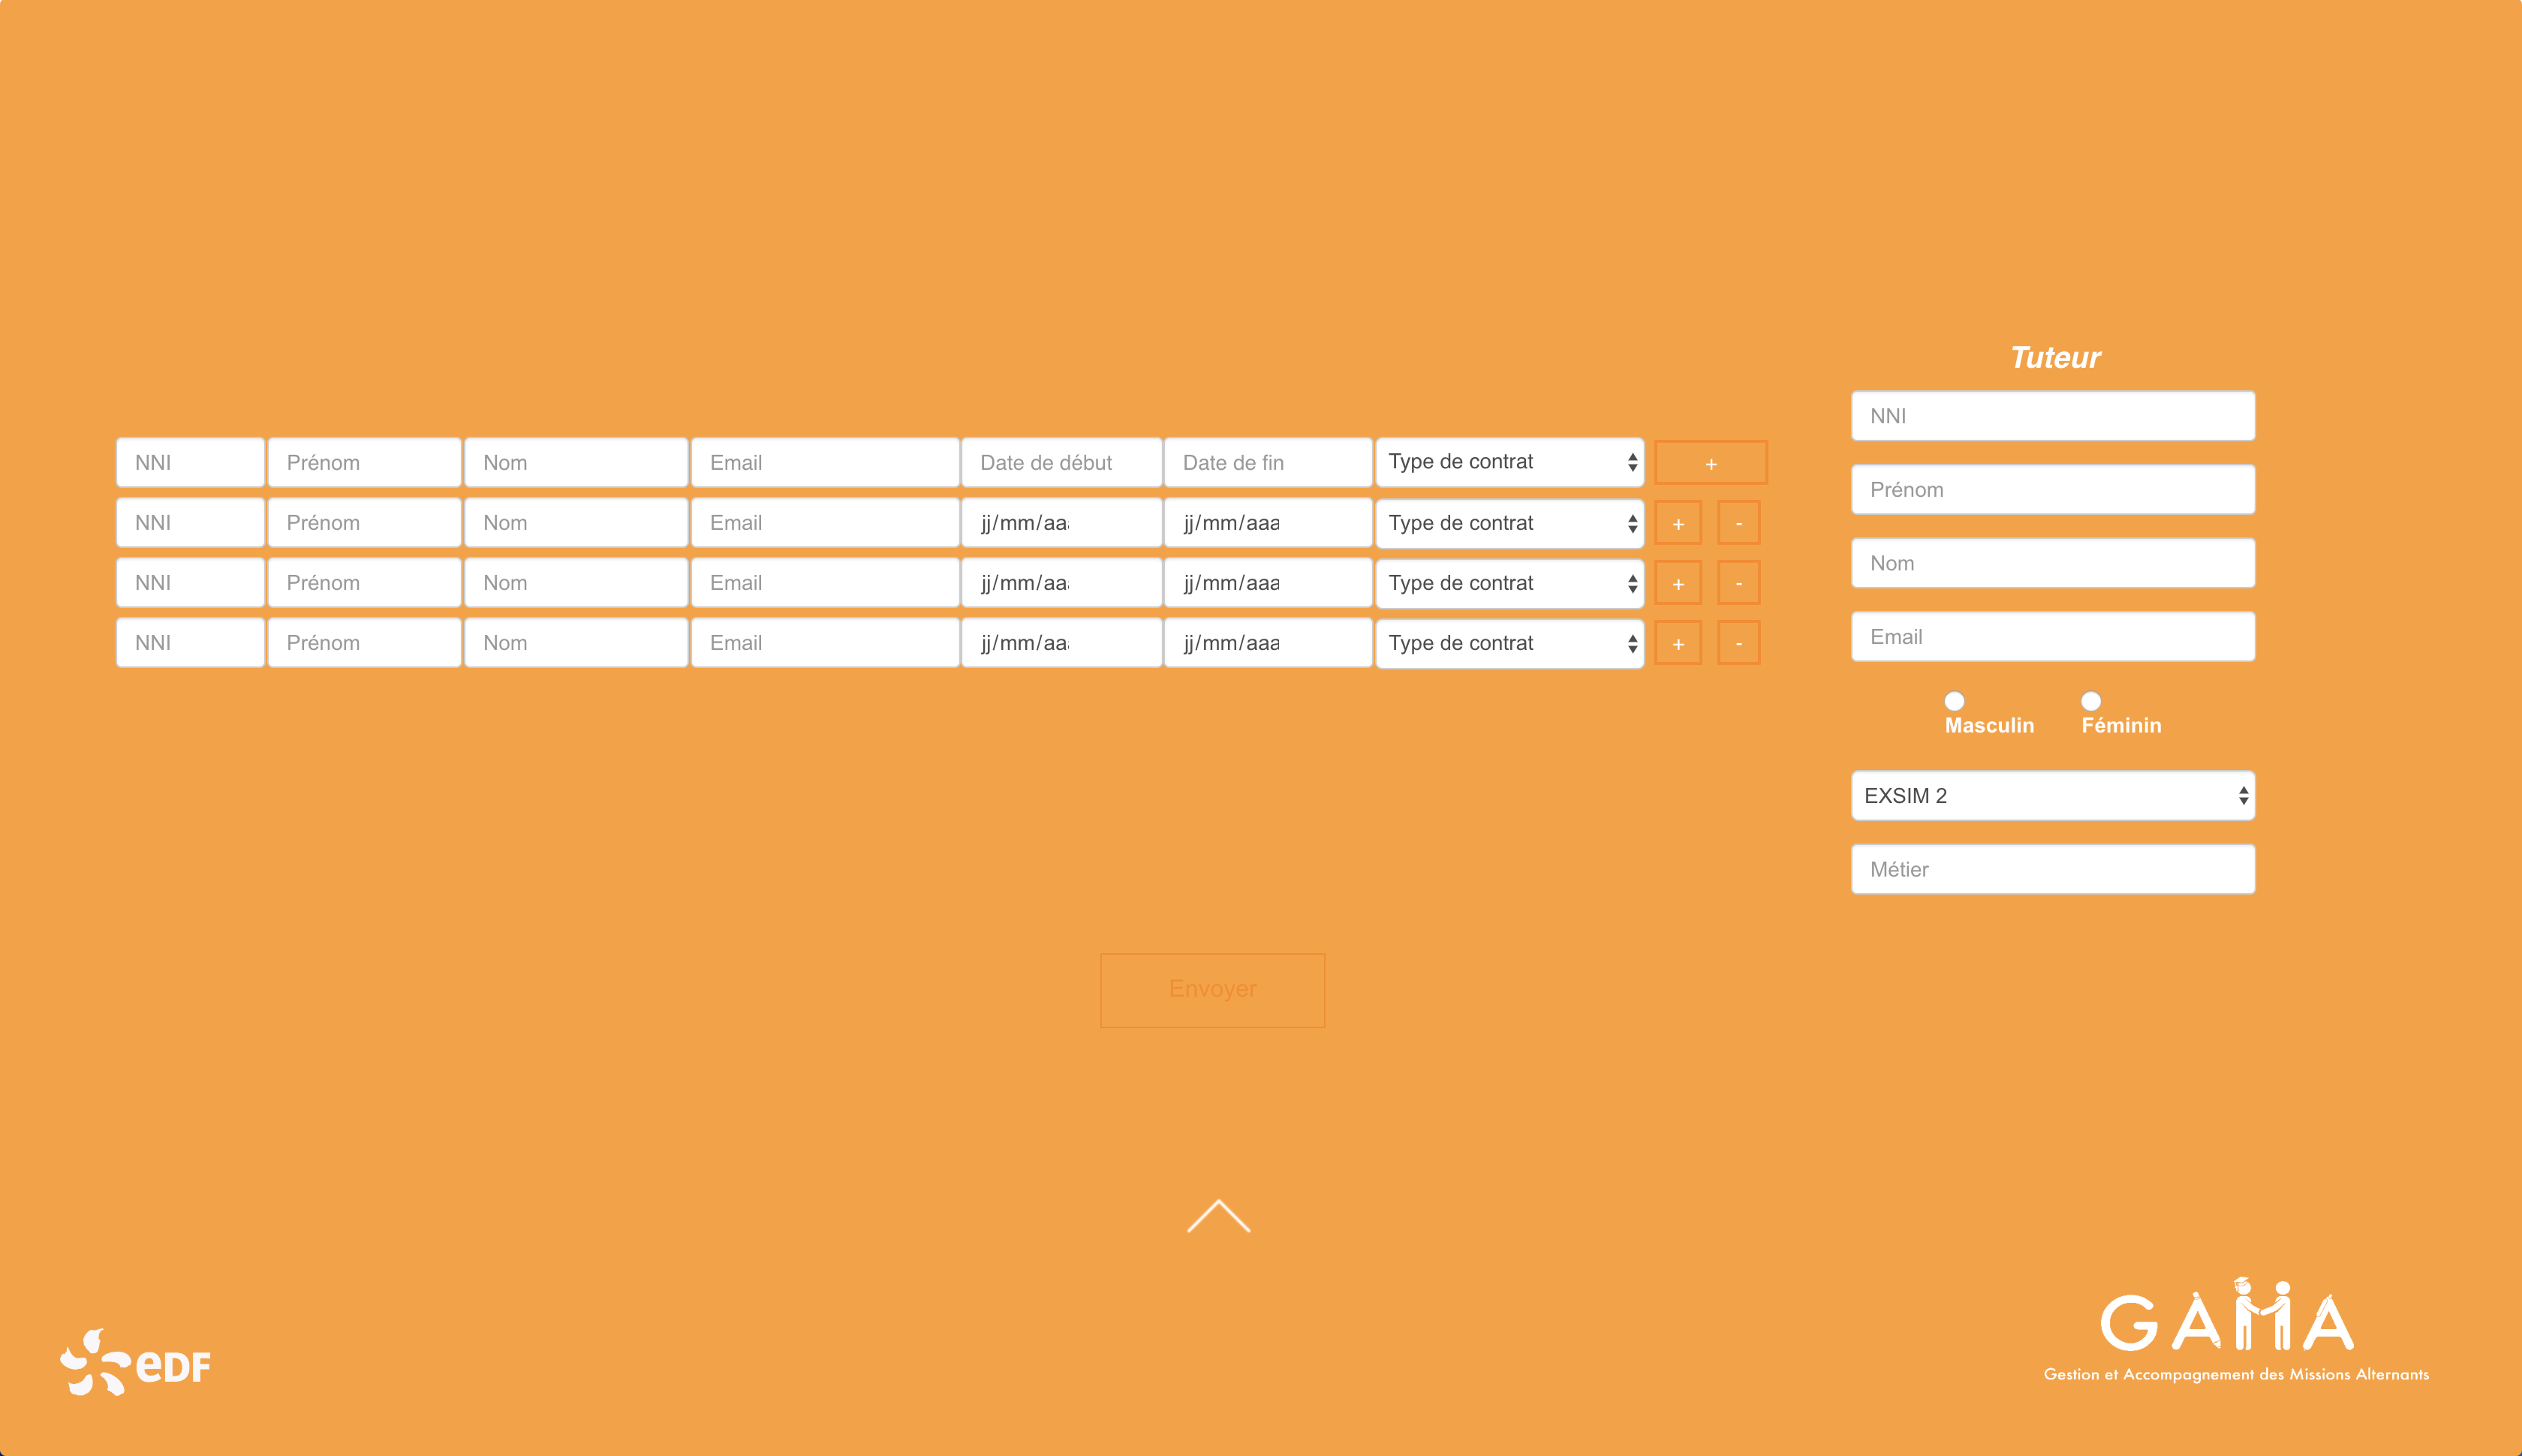 Tuteur
NNI
NNI Prénom Nom Email Date de début Date de fin Type de contrat +
Prénom
NNI Prénom Nom Email jj/mm/aaa jj/mm/aaa Type de contrat + -
Nom
NNI Prénom Nom Email jj/mm/aaa jj/mm/aaa Type de contrat + -
Email
NNI Prénom Nom Email jj/mm/aaa jj/mm/aaa Type de contrat + -
Masculin Féminin
EXSIM 2
Métier
Envoyer
eDF
GAMA
Gestion et Accompagnement des Missions Alternants